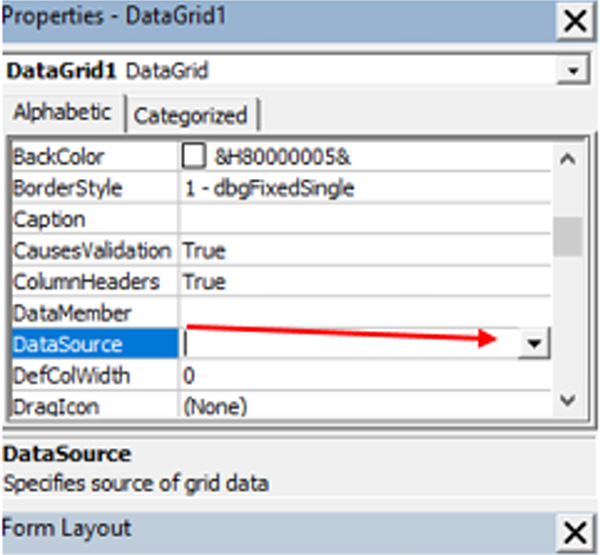 Properties - DataGrid1
DataGrid1 DataGrid
Alphabetic Categorized
BackColor &H80000005&
BorderStyle 1 - dbgFixedSingle
Caption
CausesValidation True
ColumnHeaders True
DataMember
DataSource
DefColWidth 0
DragIcon (None)
DataSource
Specifies source of grid data
Form Layout